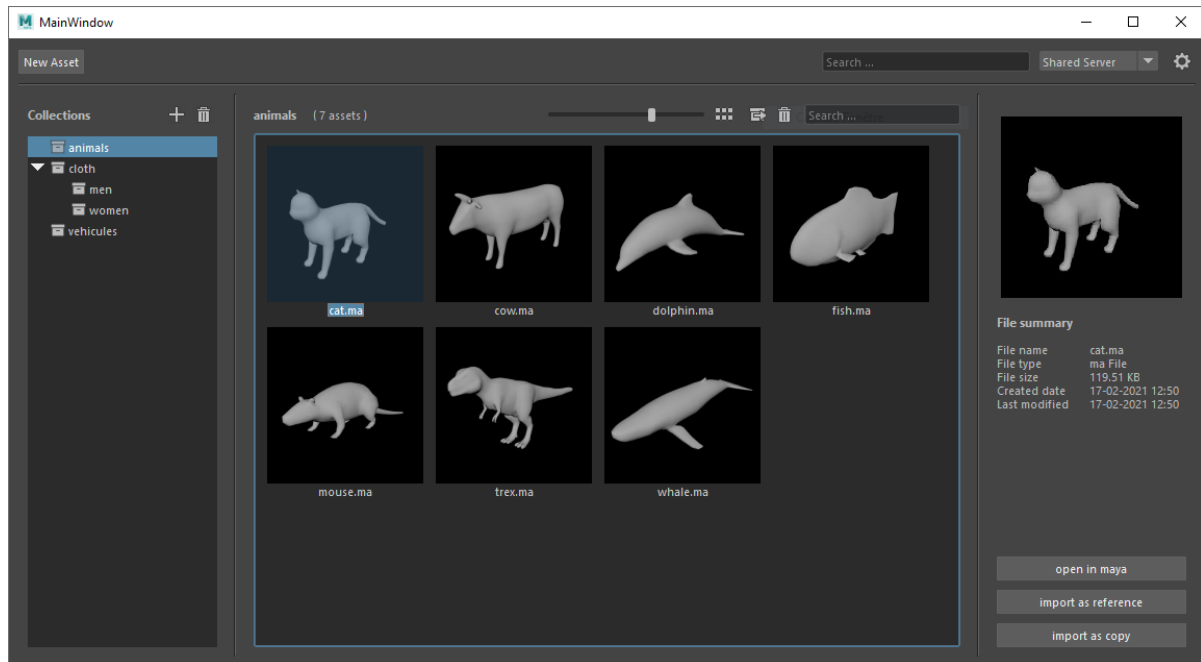 MainWindow
New Asset
Search ...
Shared Server
Collections
animals
cloth
men
women
vehicules
animals ( 7 assets )
Search ...
cat.ma
cow.ma
dolphin.ma
fish.ma
mouse.ma
trex.ma
whale.ma
File summary
File name cat.ma
File type ma File
File size 119.51 KB
Created date 17-02-2021 12:50
Last modified 17-02-2021 12:50
open in maya
import as reference
import as copy